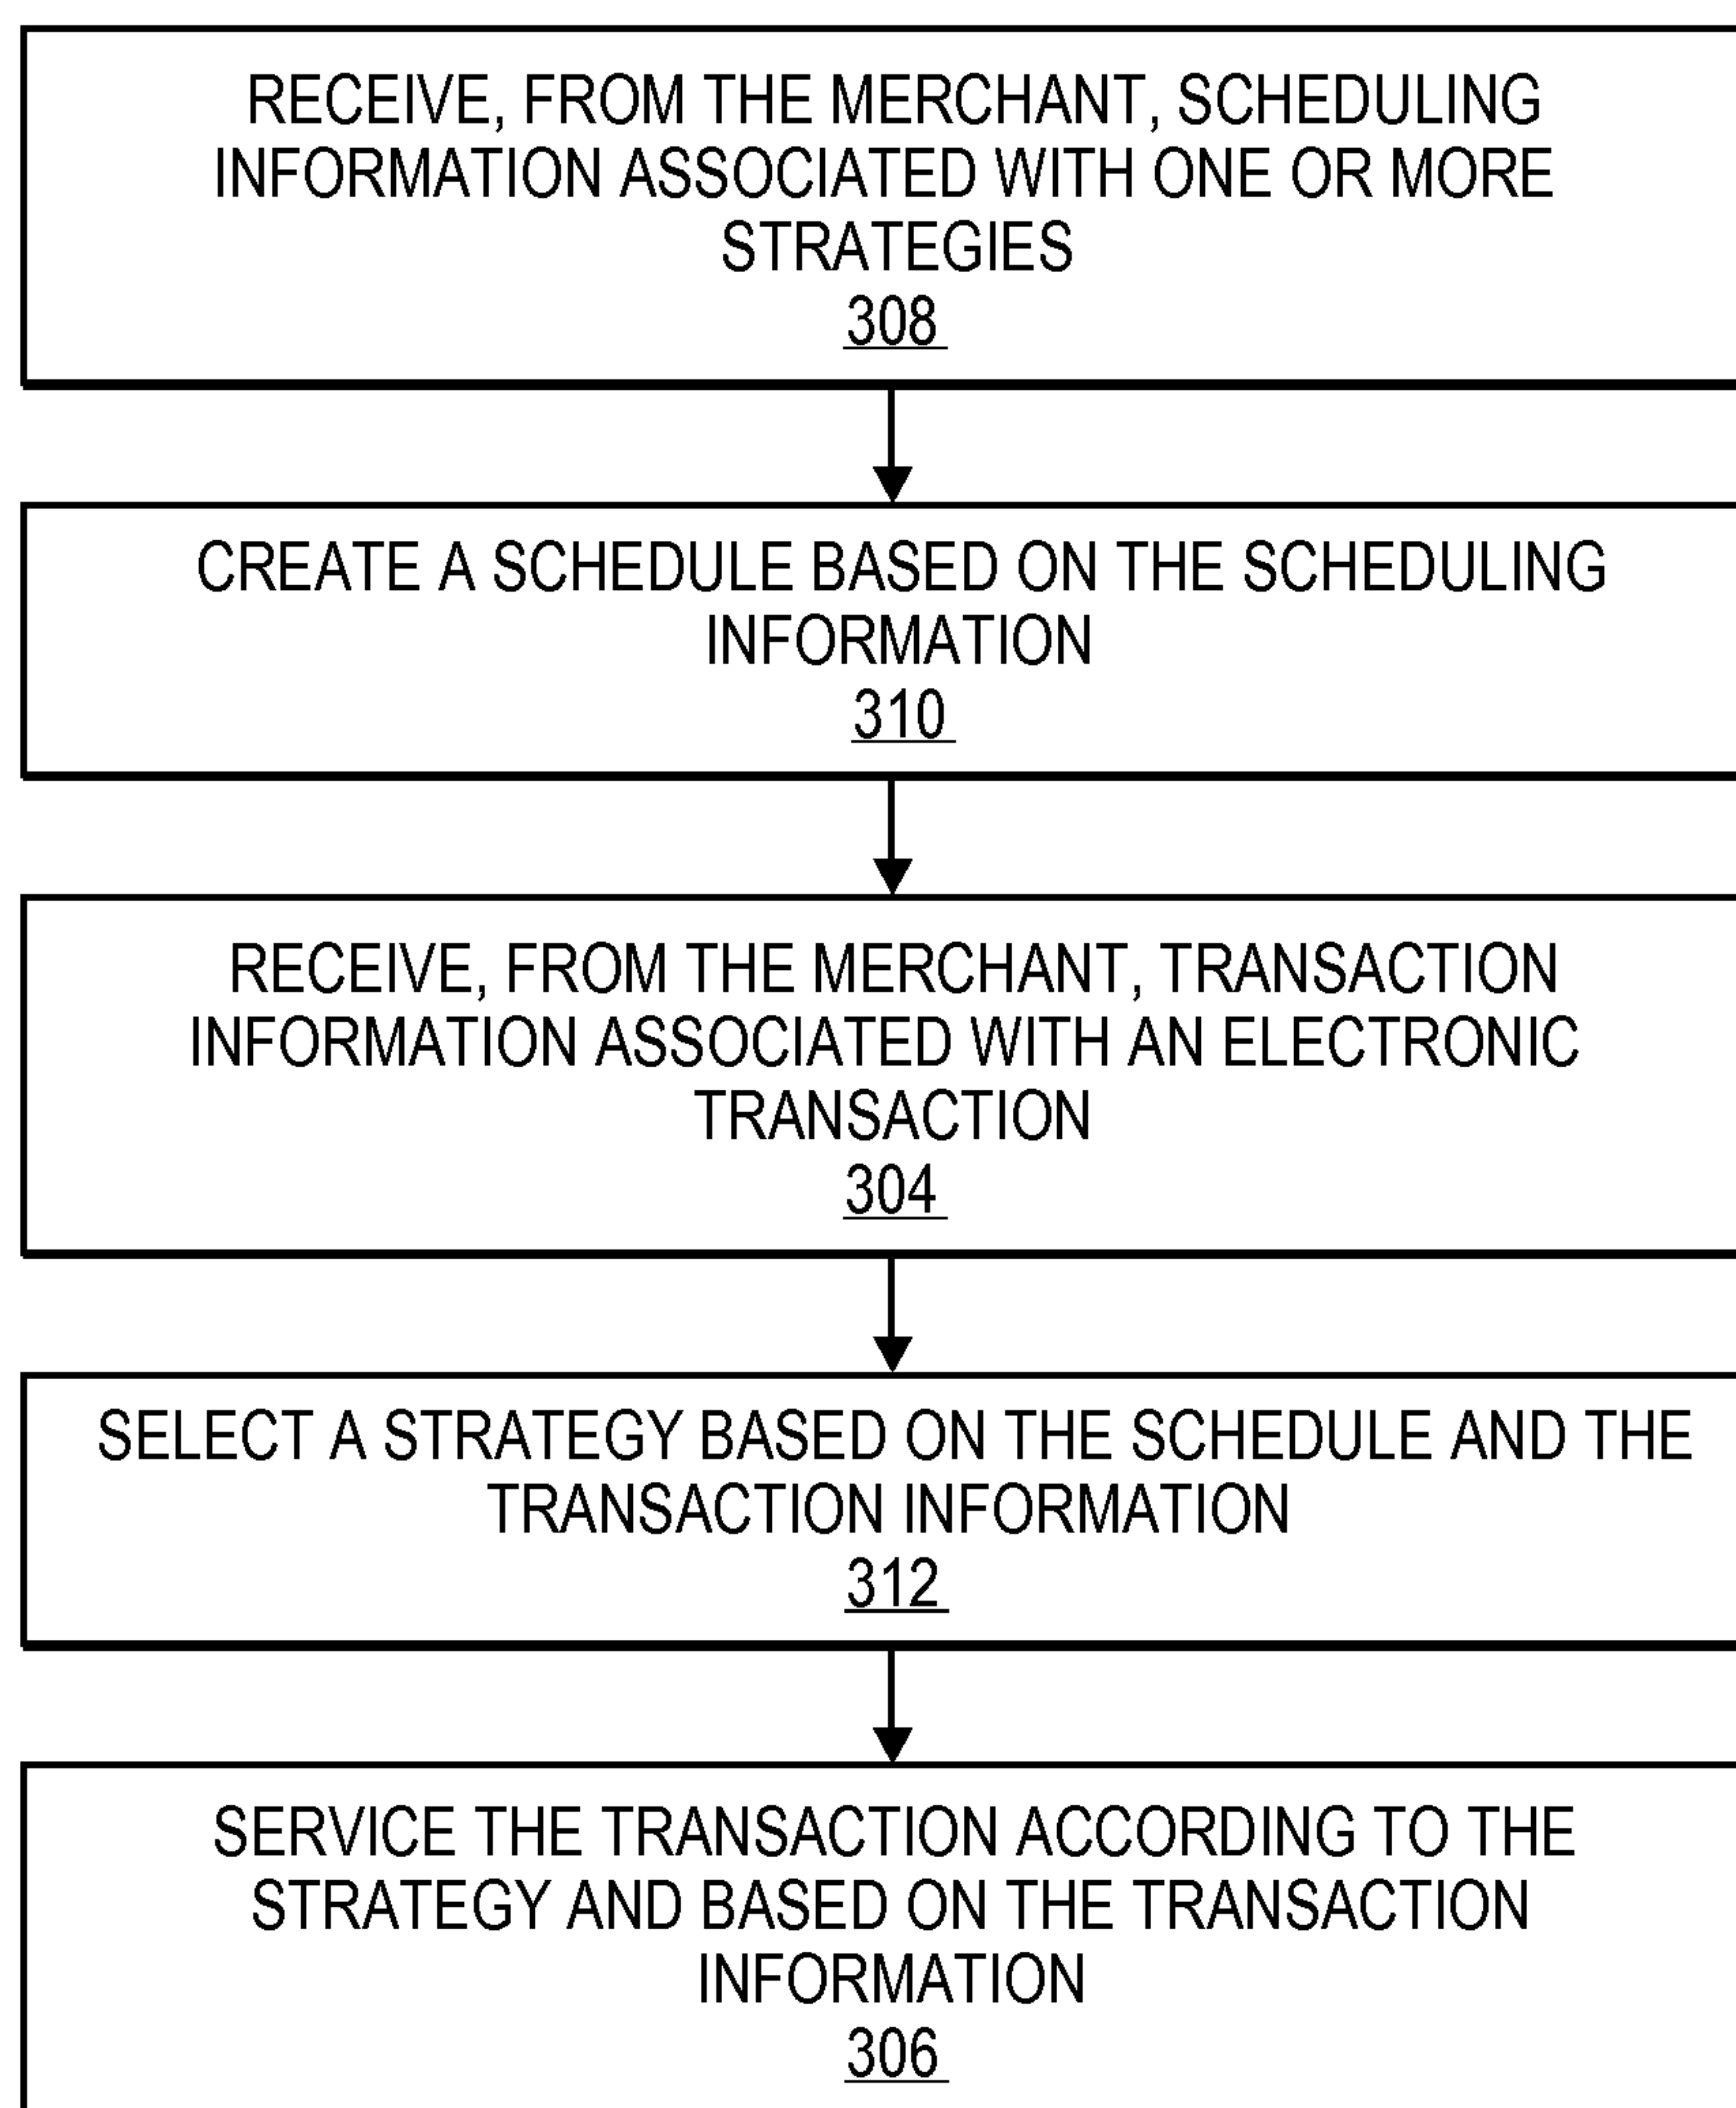 RECEIVE, FROM THE MERCHANT, SCHEDULING
INFORMATION ASSOCIATED WITH ONE OR MORE
STRATEGIES
308
CREATE A SCHEDULE BASED ON THE SCHEDULING
INFORMATION
310
RECEIVE, FROM THE MERCHANT, TRANSACTION
INFORMATION ASSOCIATED WITH AN ELECTRONIC
TRANSACTION
304
SELECT A STRATEGY BASED ON THE SCHEDULE AND THE
TRANSACTION INFORMATION
312
SERVICE THE TRANSACTION ACCORDING TO THE
STRATEGY AND BASED ON THE TRANSACTION
INFORMATION
306